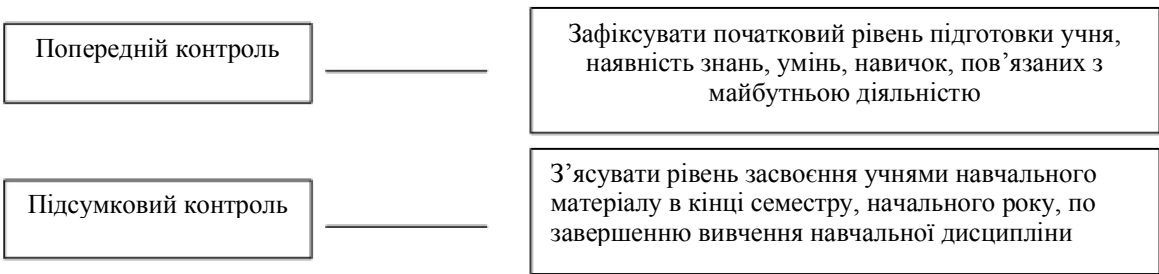 Попередній контроль
Зафіксувати початковий рівень підготовки учня,
наявність знань, умінь, навичок, пов’язаних з
майбутньою діяльністю
Підсумковий контроль
З’ясувати рівень засвоєння учнями навчального
матеріалу в кінці семестру, начального року, по
завершенню вивчення навчальної дисципліни